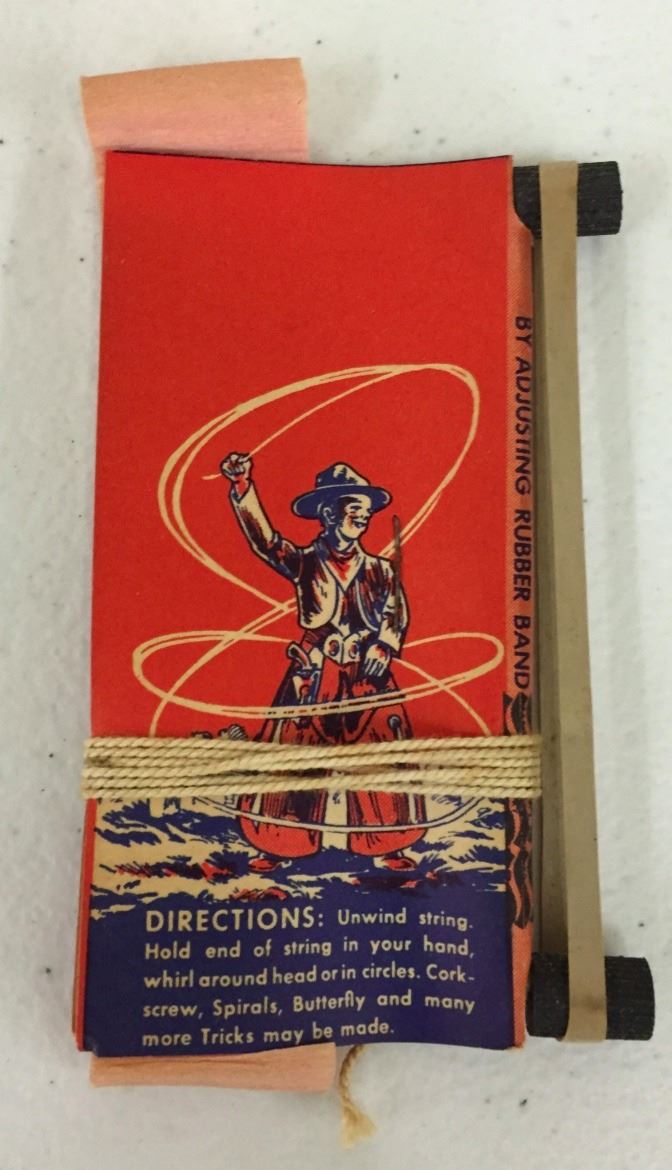 BY ADJUSTING RUBBER BAND
DIRECTIONS: Unwind string.
Hold end of string in your hand,
whirl around head or in circles. Cork-
screw, Spirals, Butterfly and many
more Tricks may be made.